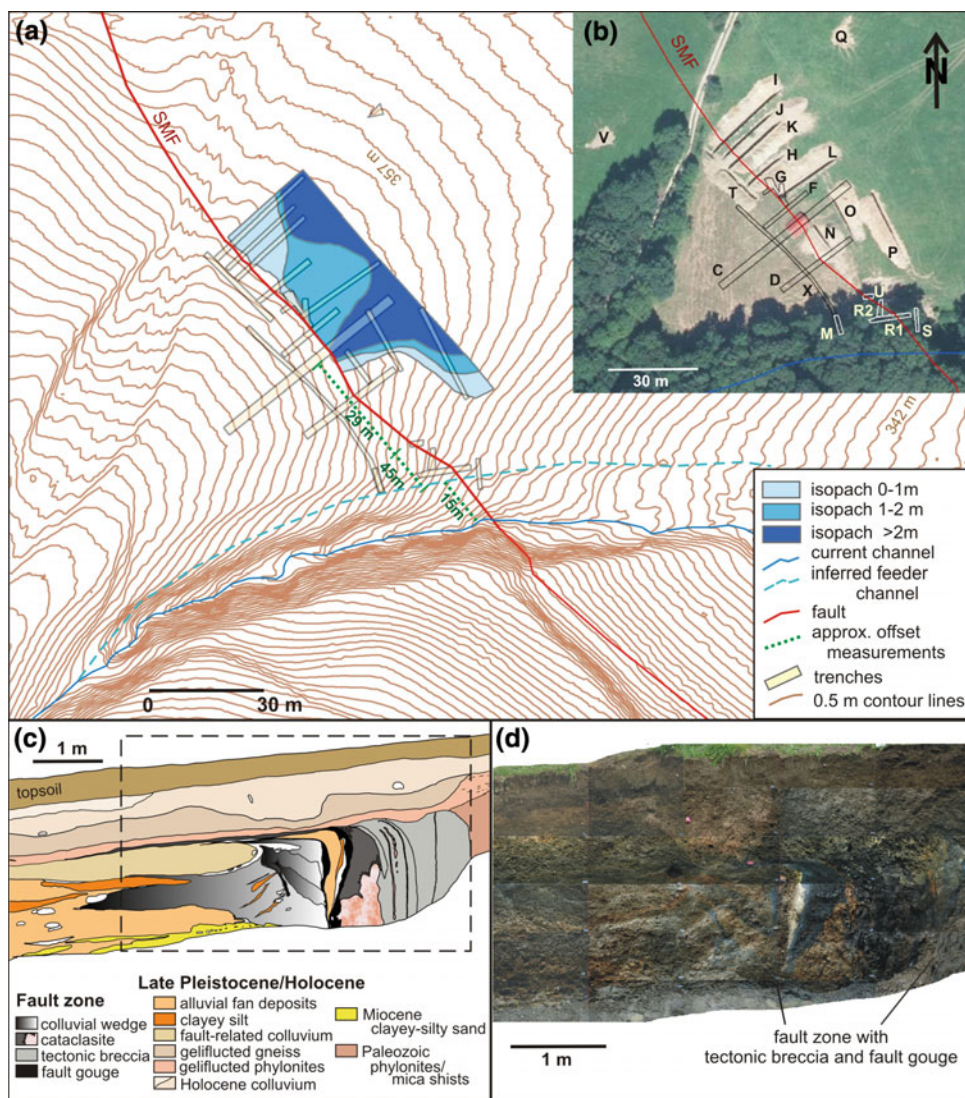 (a)
SMF
357 m
29 m
45m
15m
342 m
0 30 m
(b)
SMF
Q
N
V
I
J
K
H
L
G
T
F
O
N
P
C
D
X
U
R2
R1
S
M
30 m
isopach 0-1m
isopach 1-2 m
isopach >2m
current channel
inferred feeder
channel
fault
approx. offset
measurements
trenches
0.5 m contour lines
(c)
1 m
topsoil
Late Pleistocene/Holocene
Fault zone
colluvial wedge
cataclasite
tectonic breccia
fault gouge
alluvial fan deposits
clayey silt
fault-related colluvium
geliflucted gneiss
geliflucted phylonites
Holocene colluvium
Miocene
clayey-silty sand
Paleozoic
phylonites/
mica shists
(d)
1 m
fault zone with
tectonic breccia and fault gouge